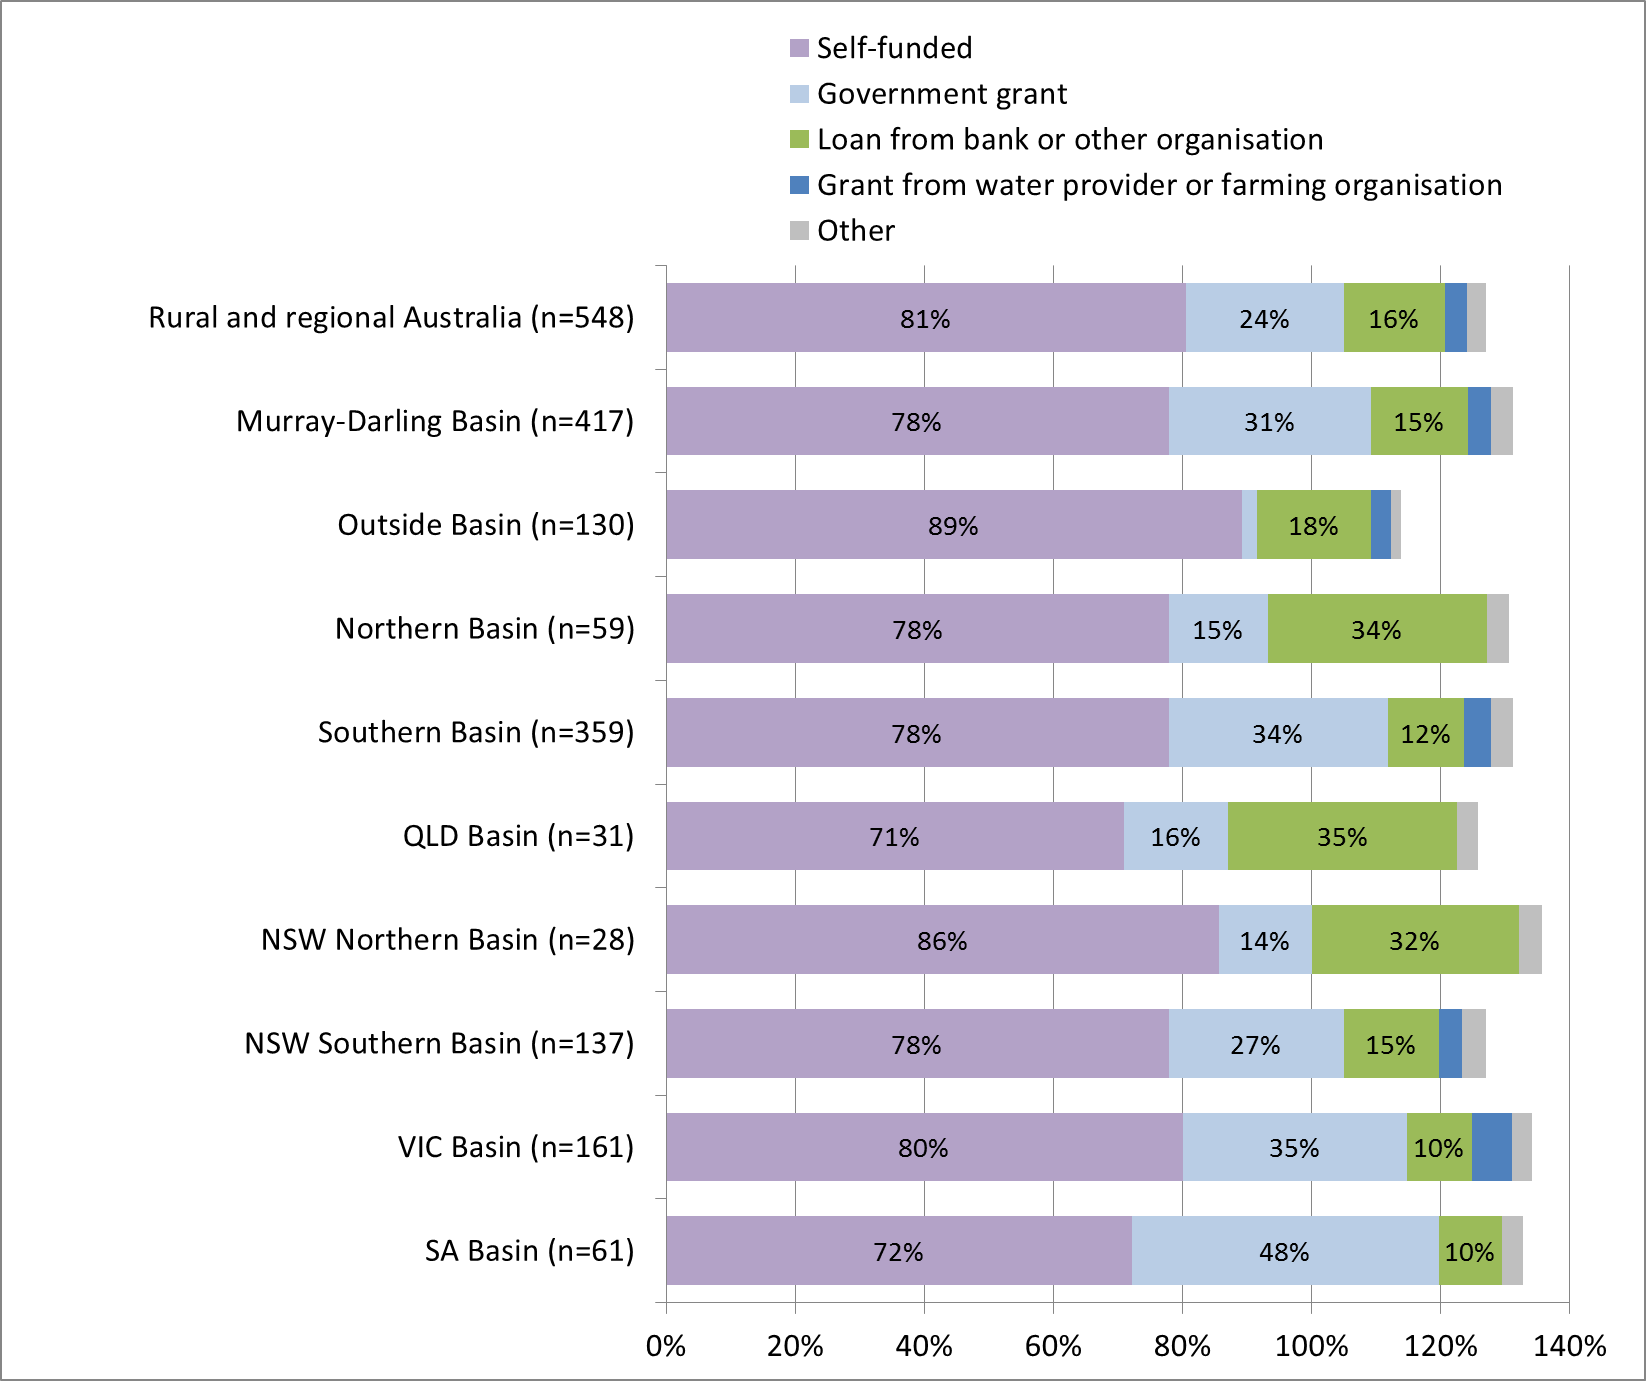 Self-funded
Government grant
Loan from bank or other organisation
Grant from water provider or farming organisation
Other
Rural and regional Australia (n=548)
81% 24% 16%
Murray-Darling Basin (n=417)
78% 31% 15%
Outside Basin (n=130)
89% 18%
Northern Basin (n=59)
78% 15% 34%
Southern Basin (n=359)
78% 34% 12%
QLD Basin (n=31)
71% 16% 35%
NSW Northern Basin (n=28)
86% 14% 32%
NSW Southern Basin (n=137)
78% 27% 15%
VIC Basin (n=161)
80% 35% 10%
SA Basin (n=61)
72% 48% 10%
0% 20% 40% 60% 80% 100% 120% 140%